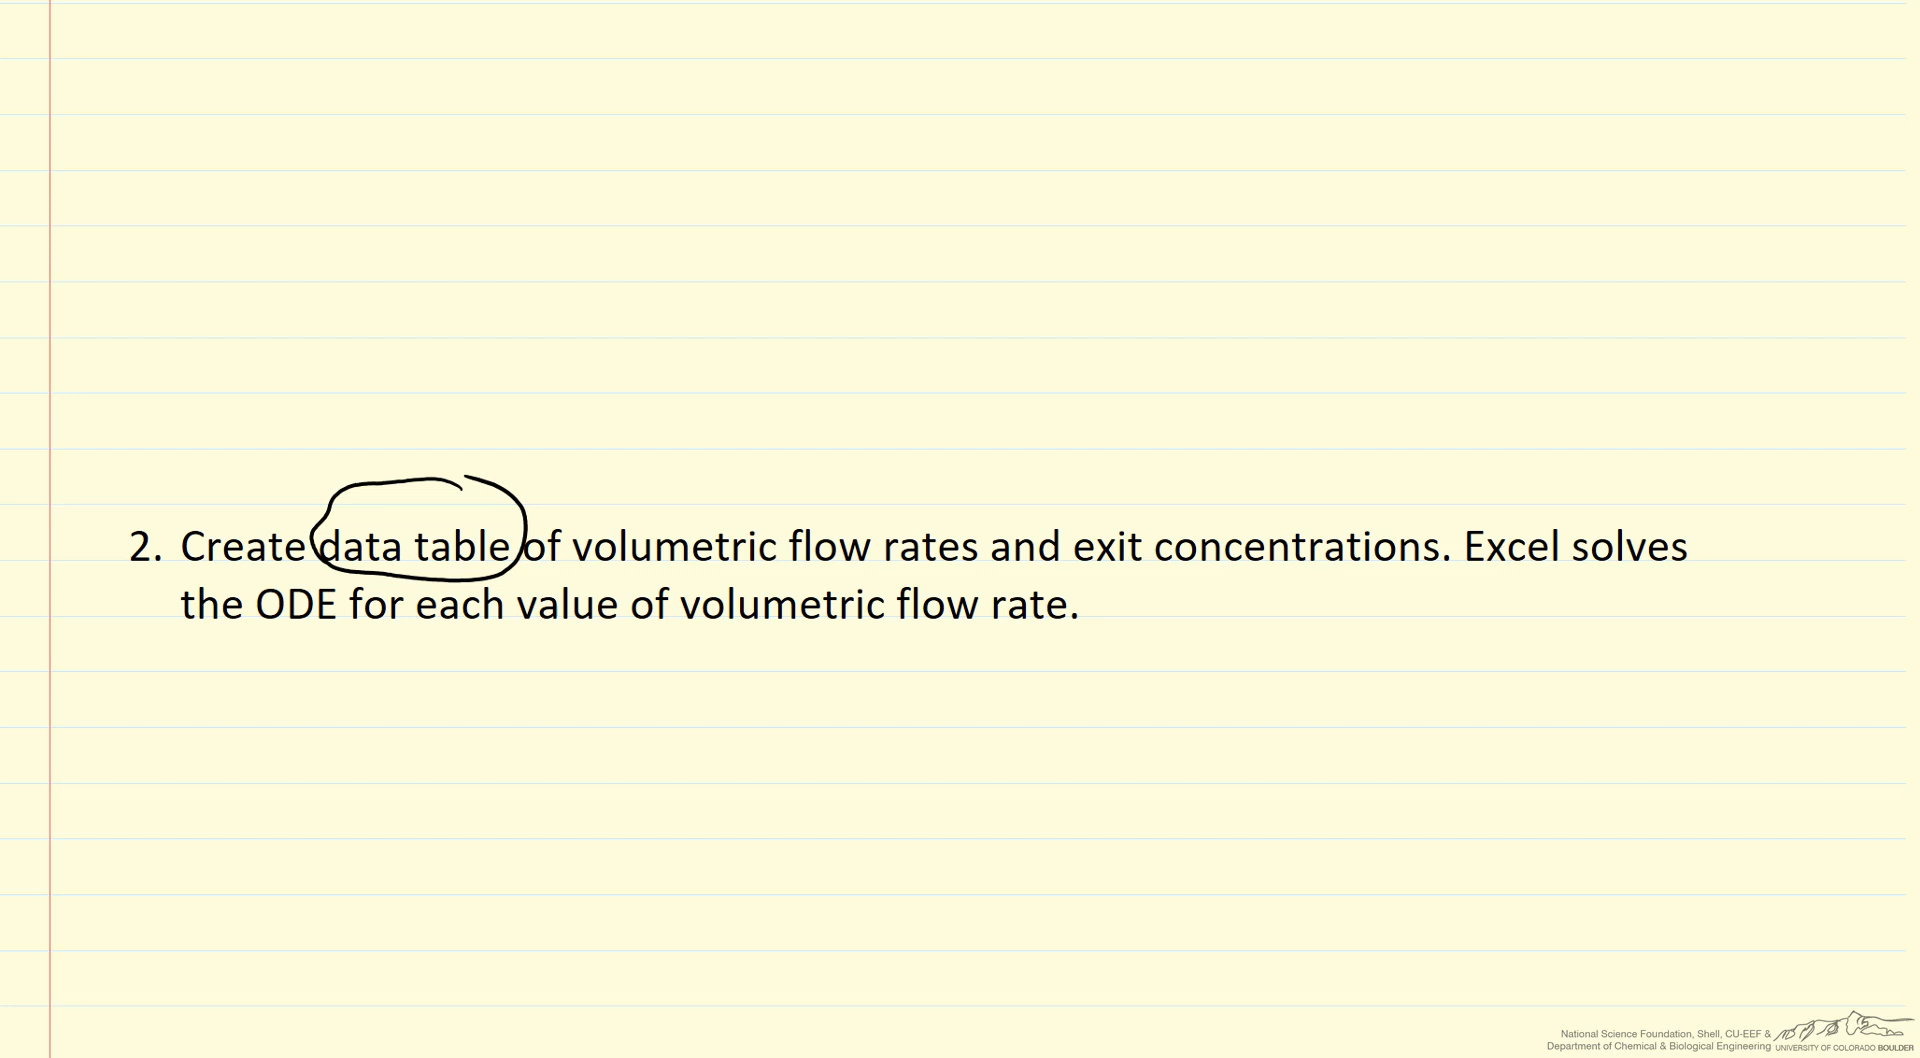 2. Create data table of volumetric flow rates and exit concentrations. Excel solves
the ODE for each value of volumetric flow rate.
National Science Foundation, Shell, CU-EEF &
Department of Chemical & Biological Engineering UNIVERSITY OF COLORADO BOULDER